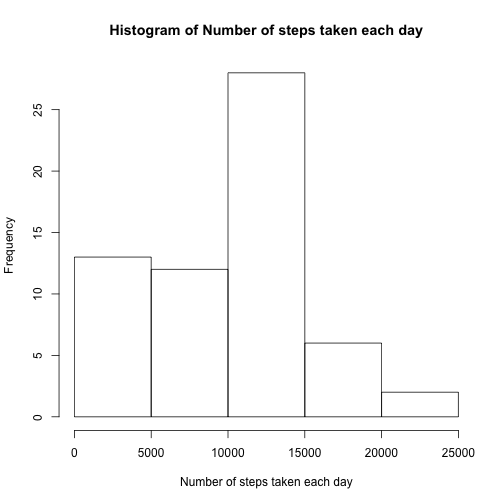 Histogram of Number of steps taken each day
Frequency
25
20
15
10
5
0
0 5000 10000 15000 20000 25000
Number of steps taken each day